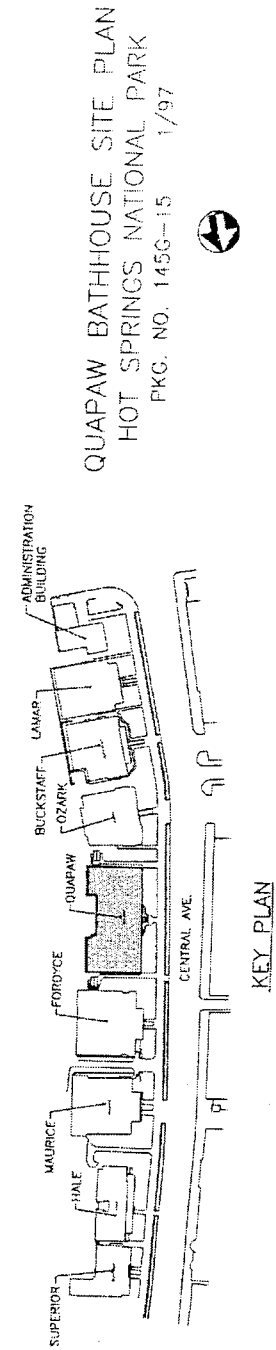 QUAPAW BATHHOUSE SITE PLAN
HOT SPRINGS NATIONAL PARK
PKG. NO. 145G-15 1/97
SUPERIOR
HALE
MAURICE
FORDYCE
QUAPAW
OZARK
BUCKSTAFF
LAMAR
ADMINISTRATION
BUILDING
CENTRAL AVE.
KEY PLAN